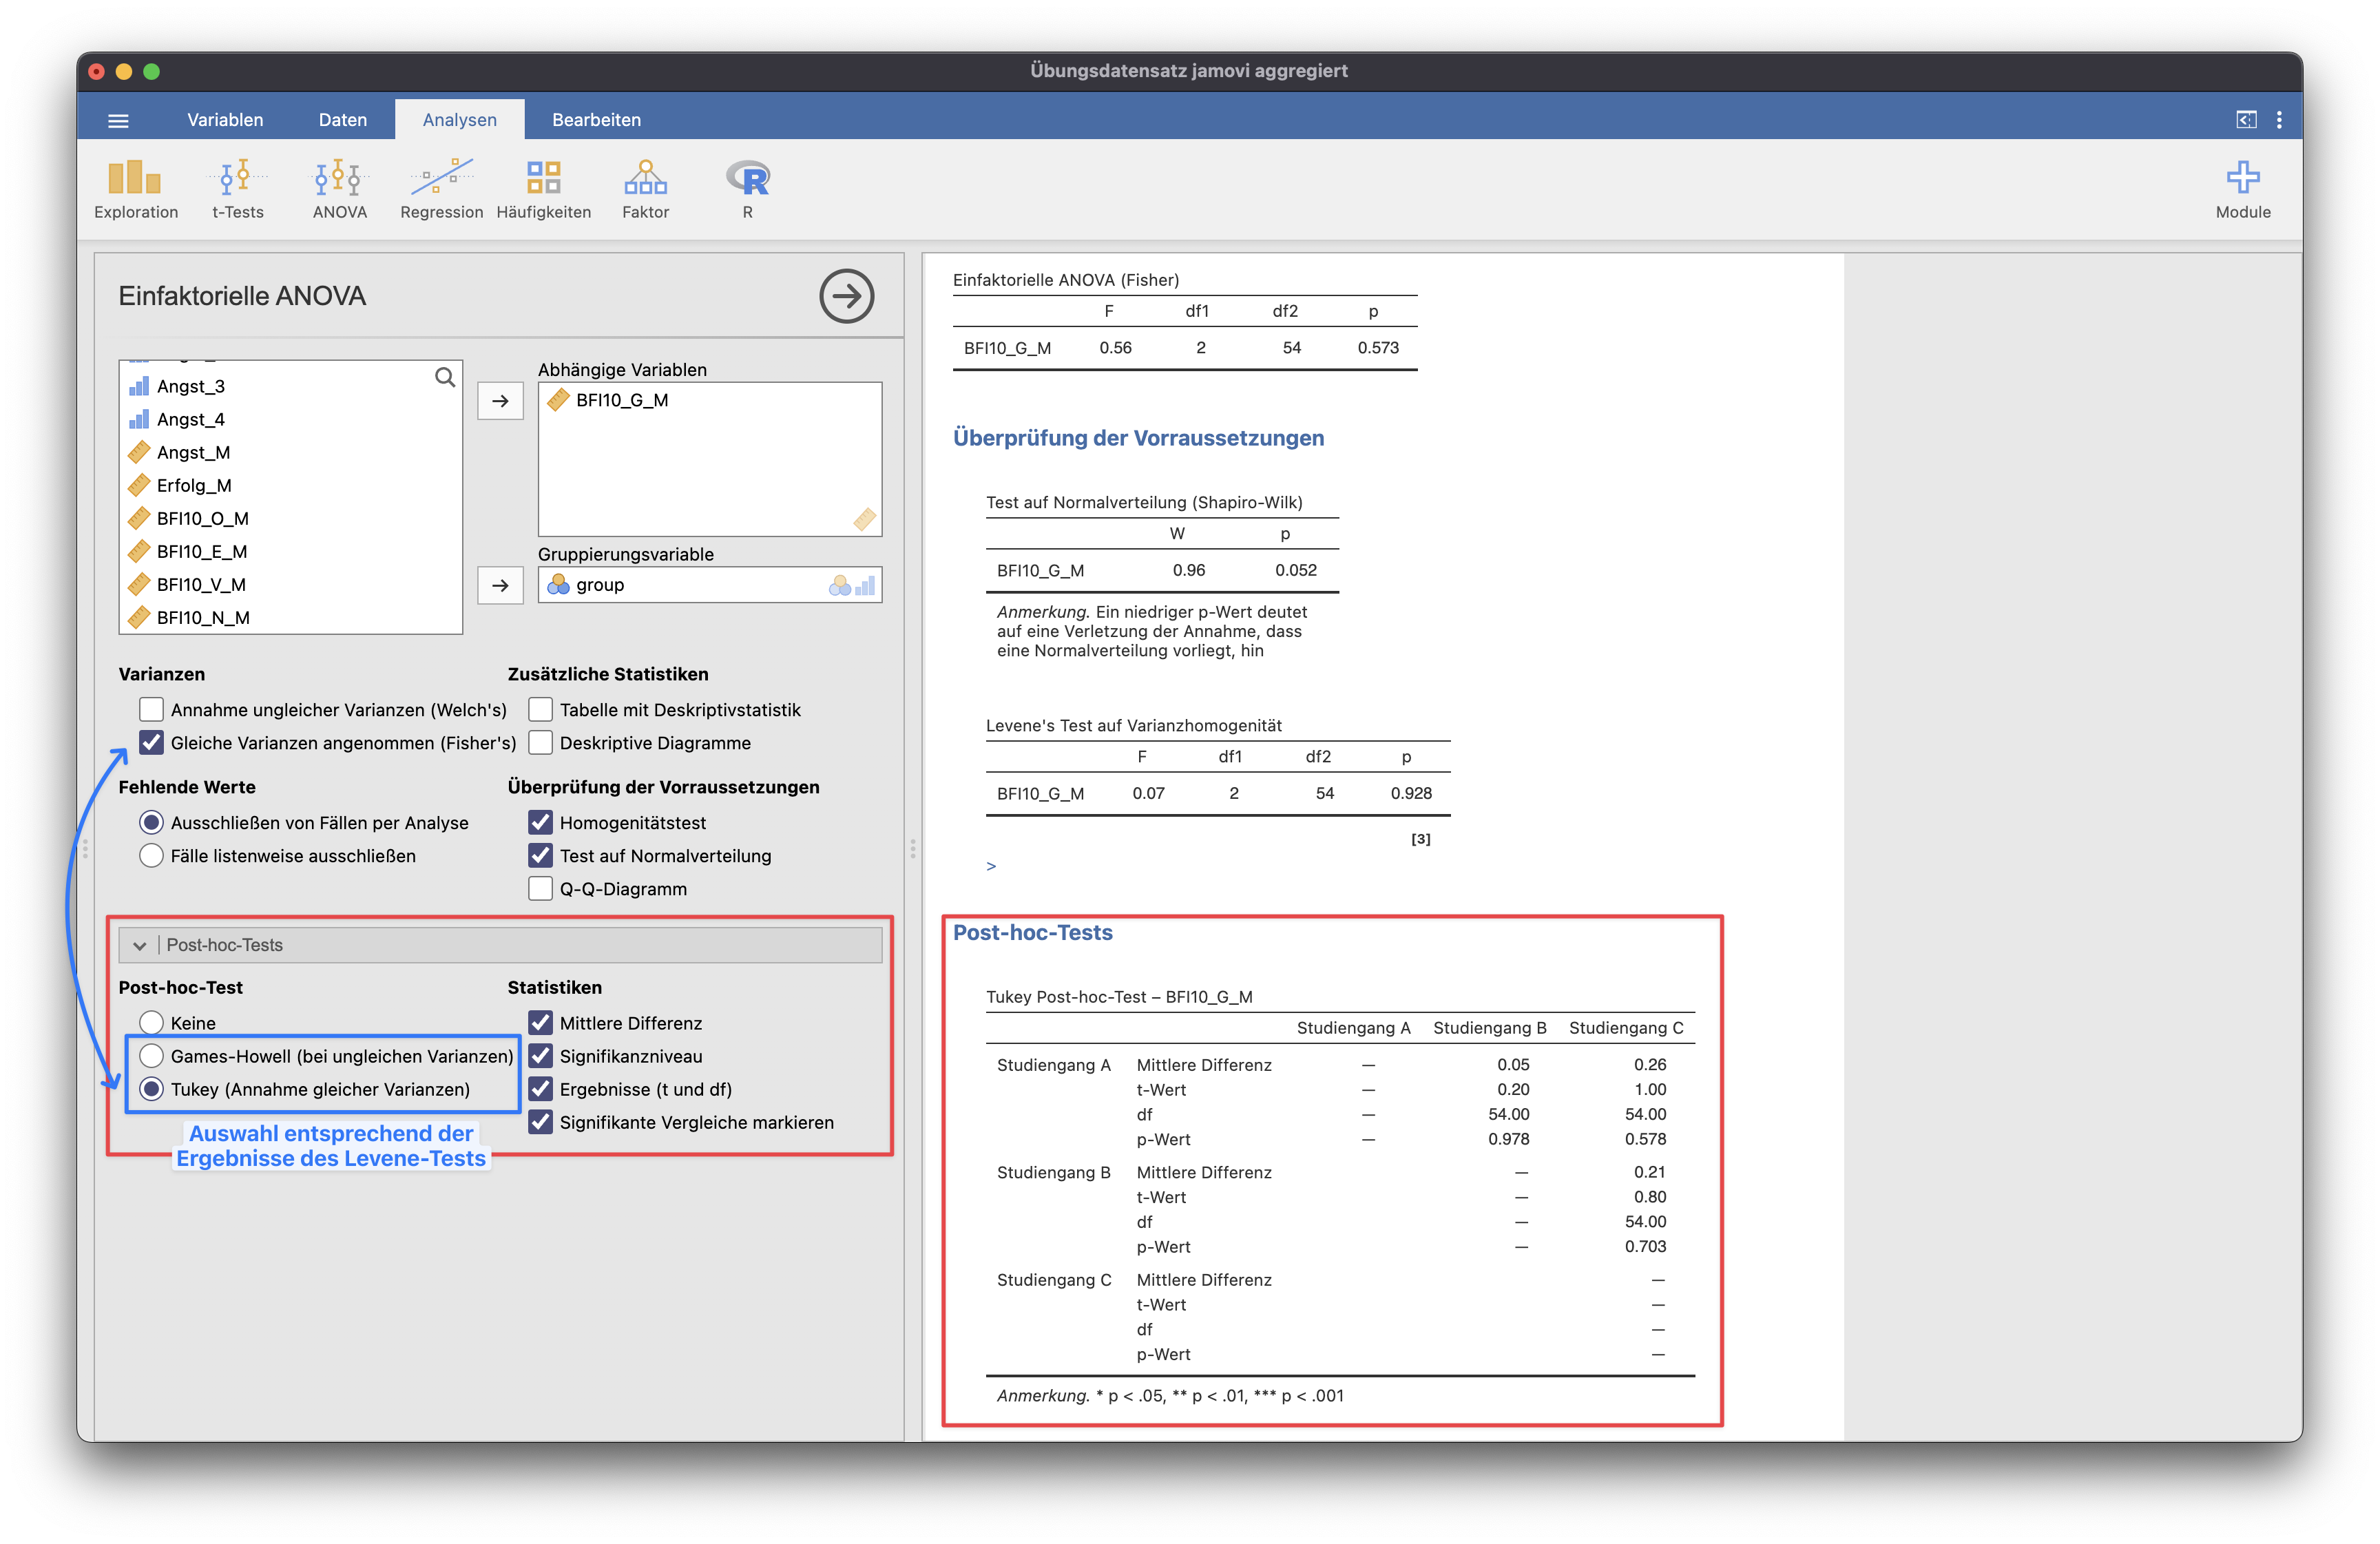 Übungsdatensatz jamovi aggregiert
Variablen Daten Analysen Bearbeiten
Exploration t-Tests ANOVA Regression Häufigkeiten Faktor R Module
Einfaktorielle ANOVA
Angst_3
Angst_4
Angst_M
Erfolg_M
BFI10_O_M
BFI10_E_M
BFI10_V_M
BFI10_N_M
Abhängige Variablen
BFI10_G_M
Gruppierungsvariable
group
Varianzen
Annahme ungleicher Varianzen (Welch's)
Gleiche Varianzen angenommen (Fisher's)
Zusätzliche Statistiken
Tabelle mit Deskriptivstatistik
Deskriptive Diagramme
Fehlende Werte
Ausschließen von Fällen per Analyse
Fälle listenweise ausschließen
Überprüfung der Vorraussetzungen
Homogenitätstest
Test auf Normalverteilung
Q-Q-Diagramm
Post-hoc-Tests
Post-hoc-Test
Keine
Games-Howell (bei ungleichen Varianzen)
Tukey (Annahme gleicher Varianzen)
Auswahl entsprechend der
Ergebnisse des Levene-Tests
Statistiken
Mittlere Differenz
Signifikanzniveau
Ergebnisse (t und df)
Signifikante Vergleiche markieren
Einfaktorielle ANOVA (Fisher)
F df1 df2 p
BFI10_G_M 0.56 2 54 0.573
Überprüfung der Vorraussetzungen
Test auf Normalverteilung (Shapiro-Wilk)
W p
BFI10_G_M 0.96 0.052
Anmerkung. Ein niedriger p-Wert deutet
auf eine Verletzung der Annahme, dass
eine Normalverteilung vorliegt, hin
Levene's Test auf Varianzhomogenität
F df1 df2 p
BFI10_G_M 0.07 2 54 0.928
[3]
>
Post-hoc-Tests
Tukey Post-hoc-Test – BFI10_G_M
Studiengang A Studiengang B Studiengang C
Studiengang A Mittlere Differenz — 0.05 0.26
t-Wert — 0.20 1.00
df — 54.00 54.00
p-Wert — 0.978 0.578
Studiengang B Mittlere Differenz — 0.21
t-Wert — 0.80
df — 54.00
p-Wert — 0.703
Studiengang C Mittlere Differenz —
t-Wert —
df —
p-Wert —
Anmerkung. * p < .05, ** p < .01, *** p < .001